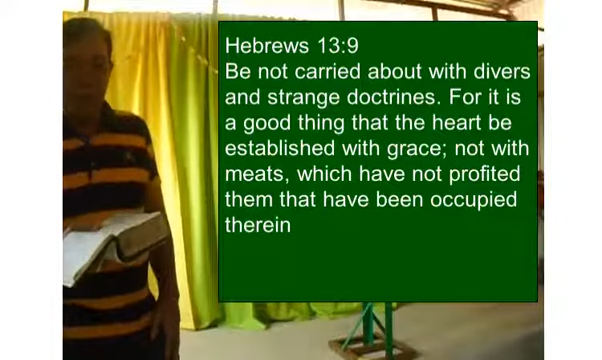 Hebrews 13:9
Be not carried about with divers
and strange doctrines. For it is
a good thing that the heart be
established with grace; not with
meats, which have not profited
them that have been occupied
therein